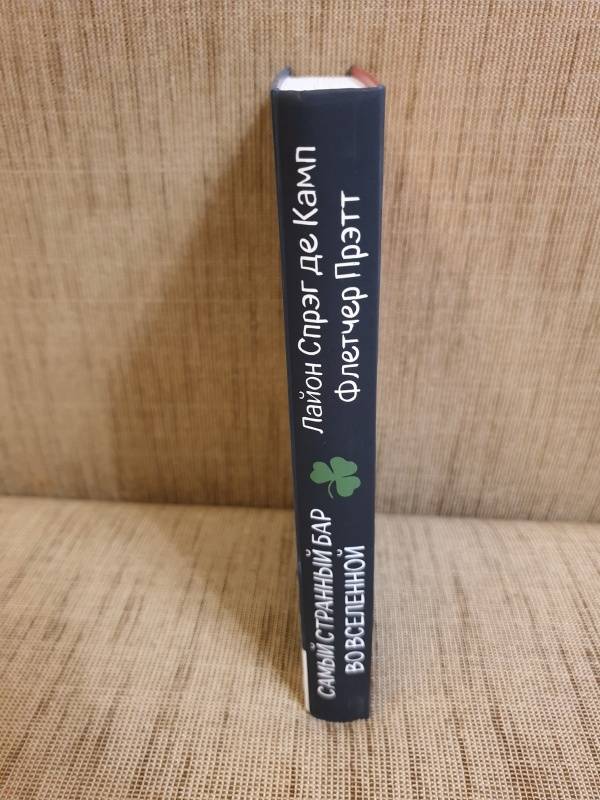 Лайон Спрэг де Камп
Флетчер Прэтт
САМЫЙ СТРАННЫЙ БАР
ВО ВСЕЛЕННОЙ